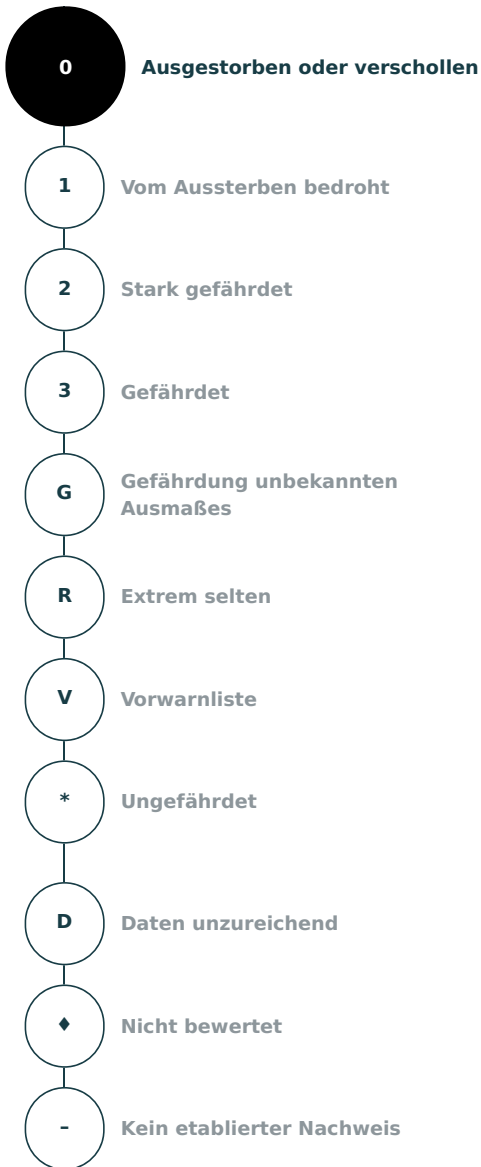 0 Ausgestorben oder verschollen
1 Vom Aussterben bedroht
2 Stark gefährdet
3 Gefährdet
G Gefährdung unbekannten
Ausmaßes
R Extrem selten
V Vorwarnliste
* Ungefährdet
D Daten unzureichend
♦ Nicht bewertet
– Kein etablierter Nachweis